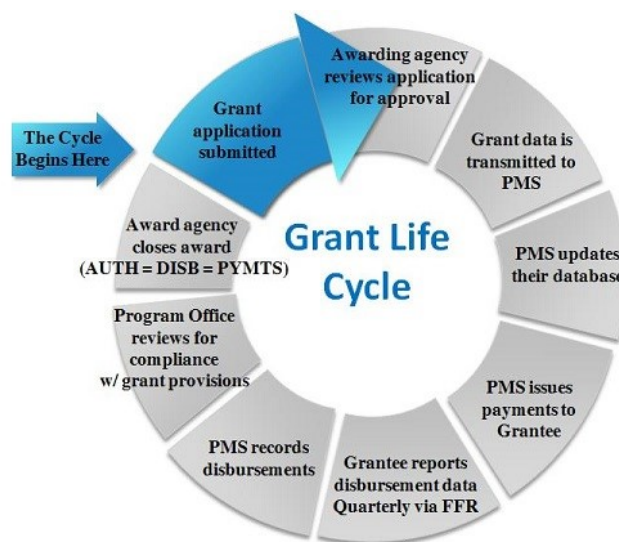 The Cycle
Begins Here
Grant
application
submitted
Awarding agency
reviews application
for approval
Grant data is
transmitted to
PMS
PMS updates
their database
PMS issues
payments to
Grantee
Grantee reports
disbursement data
Quarterly via FFR
PMS records
disbursements
Program Office
reviews for
compliance
w/ grant provisions
Award agency
closes award
(AUTH = DISB = PYMTS)
Grant Life
Cycle